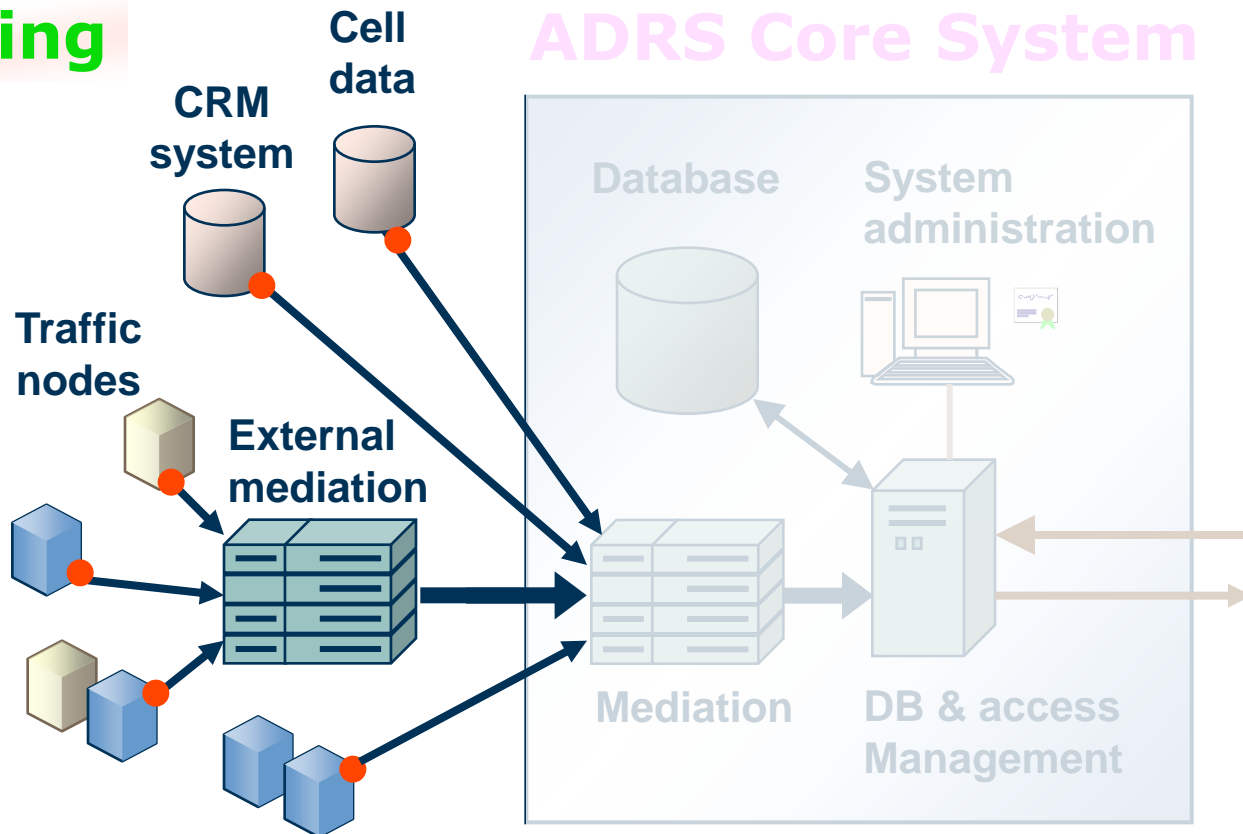 ing
ADRS Core System
Cell
data
CRM
system
Database
System
administration
Traffic
nodes
External
mediation
Mediation
DB & access
Management